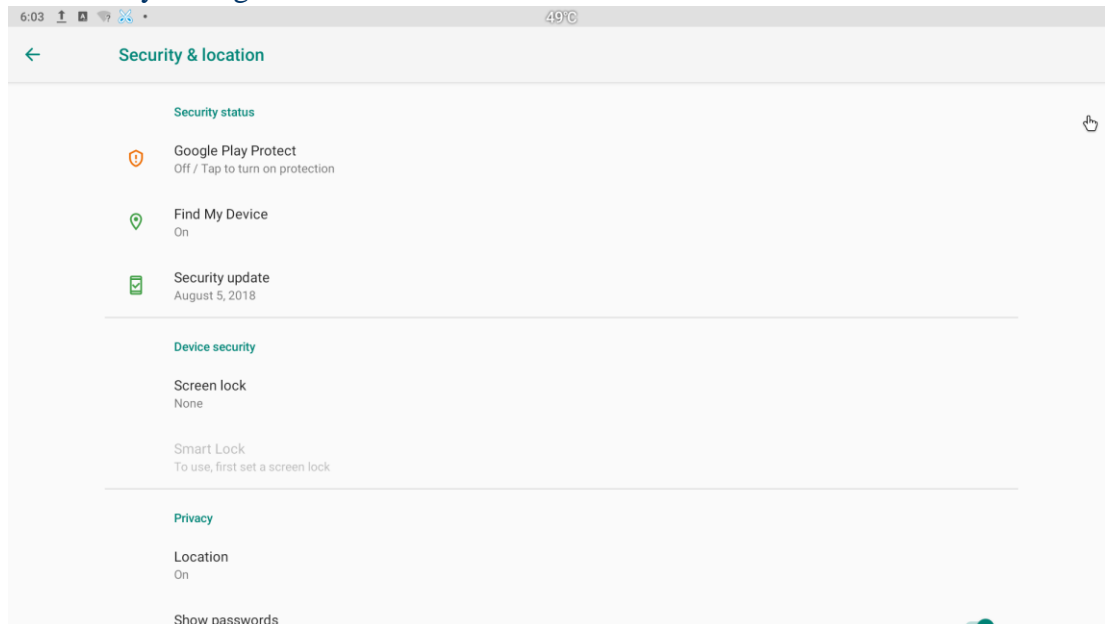 6:03 49°C
Security & location
Security status
Google Play Protect
Off / Tap to turn on protection
Find My Device
On
Security update
August 5, 2018
Device security
Screen lock
None
Smart Lock
To use, first set a screen lock
Privacy
Location
On
Show passwords